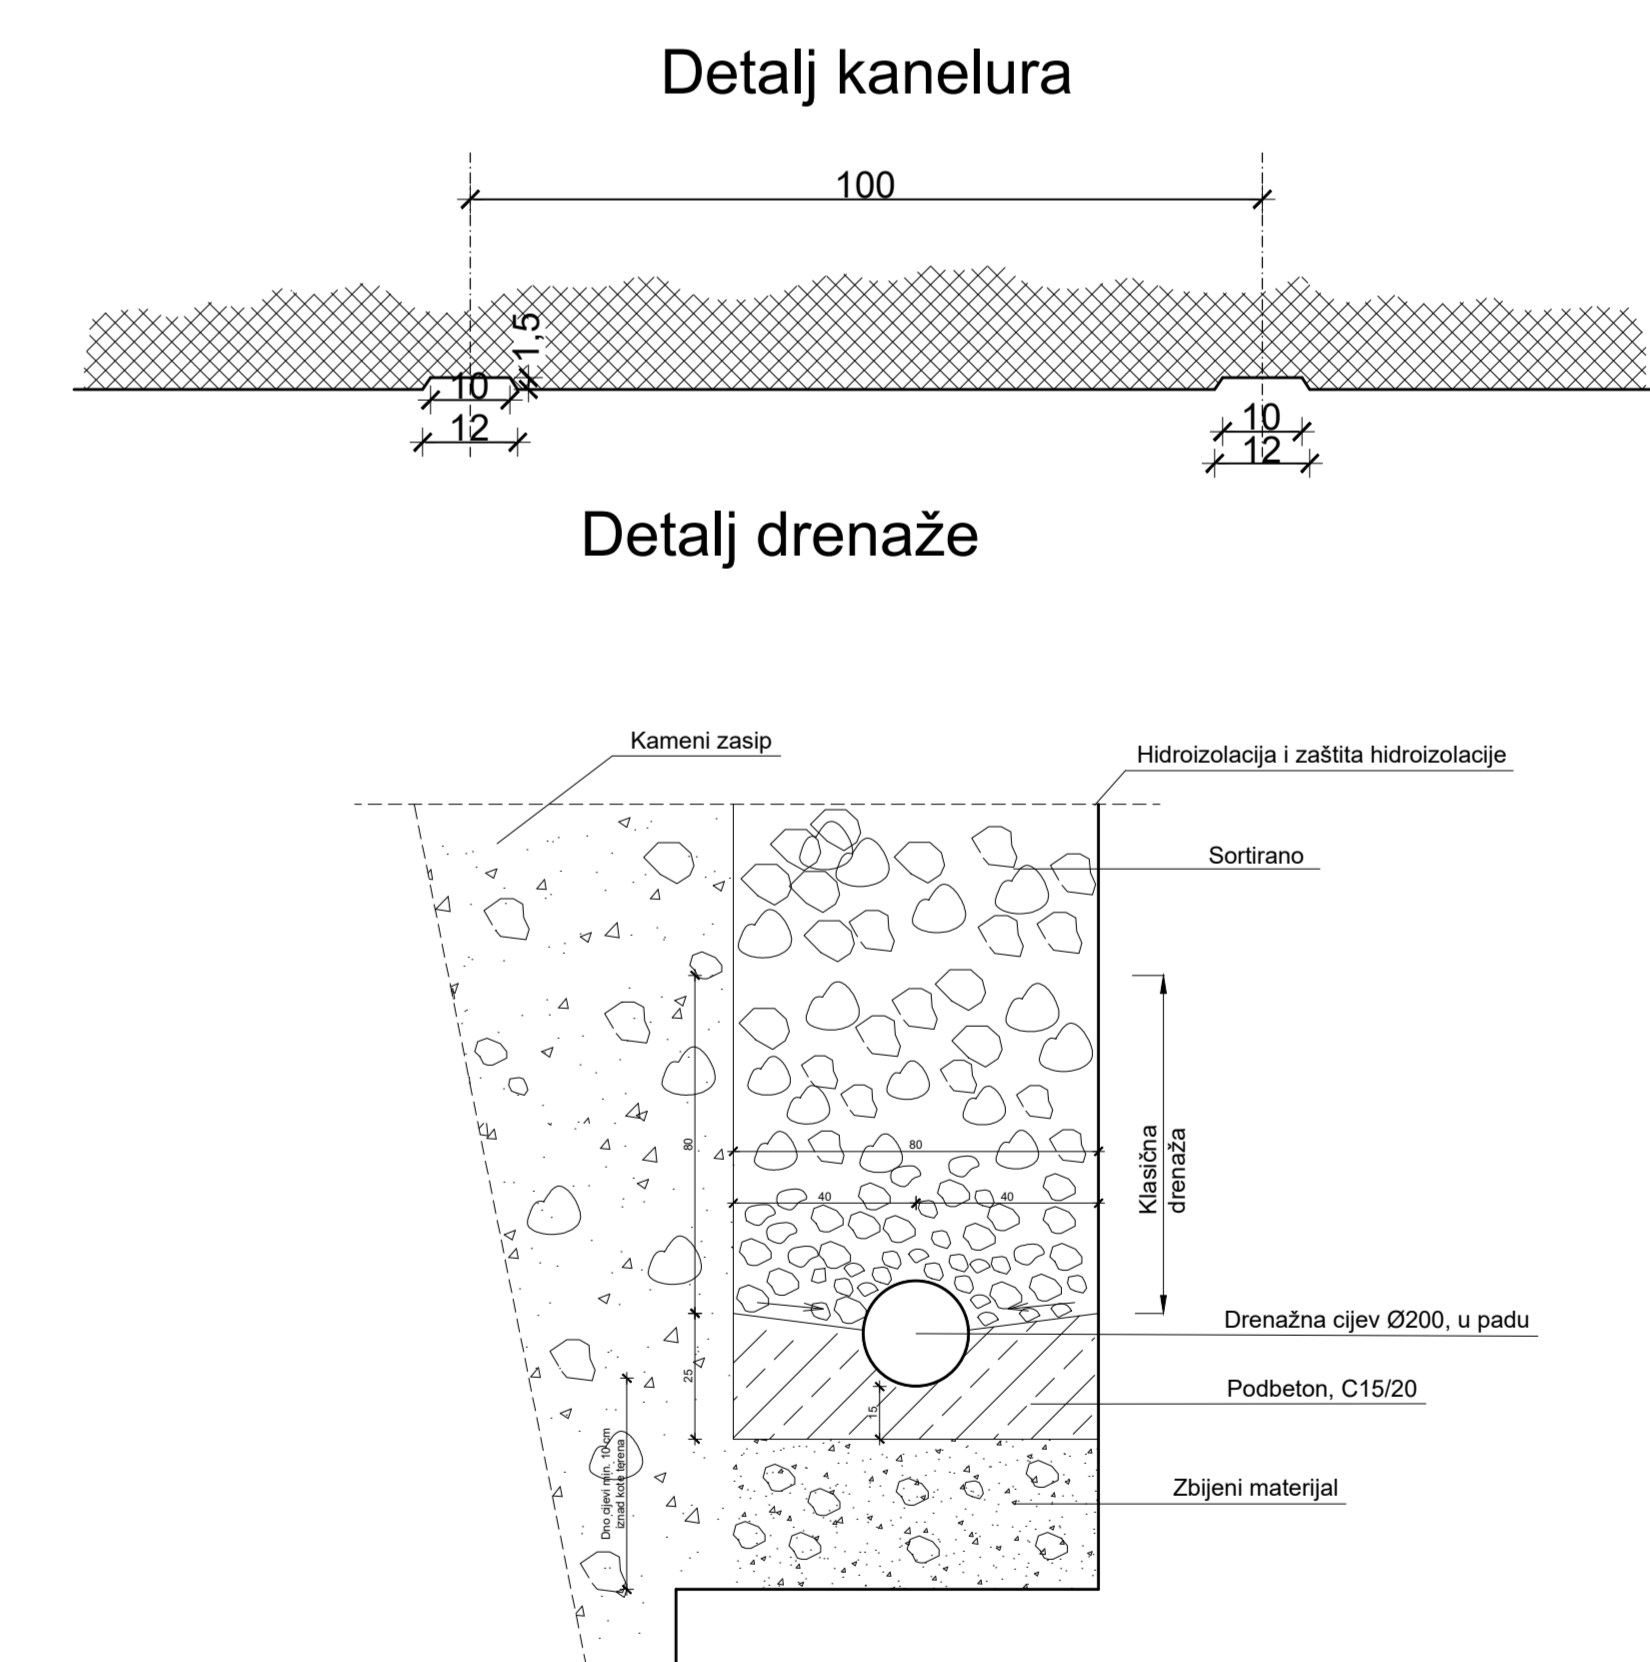 Detalj kanelura
100
1,5
10
12
10
12
Detalj drenaže
Kameni zasip
Hidroizolacija i zaštita hidroizolacije
Sortirano
80
80
40
40
Klasična
drenaža
Drenažna cijev Ø200, u padu
25
15
Podbeton, C15/20
Dno cijevi min. 10 cm
iznad kote terena
Zbijeni materijal